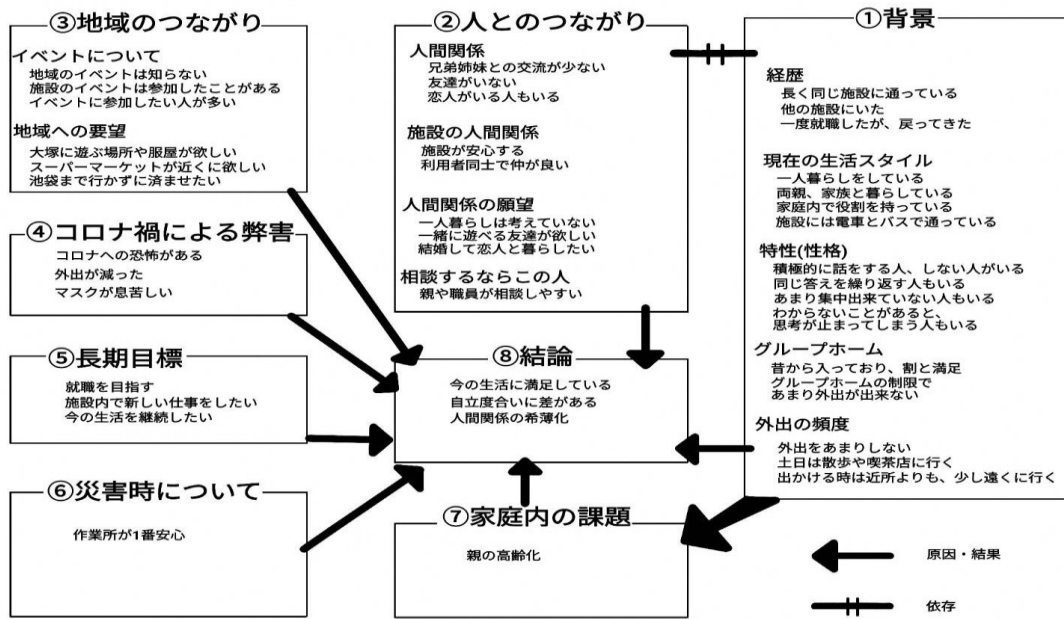 ③地域のつながり
イベントについて
地域のイベントは知らない
施設のイベントは参加したことがある
イベントに参加したい人が多い
地域への要望
大塚に遊ぶ場所や服屋が欲しい
スーパーマーケットが近くに欲しい
池袋まで行かずに済ませたい
④コロナ禍による弊害
コロナへの恐怖がある
外出が減った
マスクが息苦しい
⑤長期目標
就職を目指す
施設内で新しい仕事をしたい
今の生活を継続したい
⑥災害時について
作業所が1番安心
②人とのつながり
人間関係
兄弟姉妹との交流が少ない
友達がいない
恋人がいる人もいる
施設の人間関係
施設が安心する
利用者同士で仲が良い
人間関係の願望
一人暮らしは考えていない
一緒に遊べる友達が欲しい
結婚して恋人と暮らしたい
相談するならこの人
親や職員が相談しやすい
⑧結論
今の生活に満足している
自立度合いに差がある
人間関係の希薄化
⑦家庭内の課題
親の高齢化
①背景
経歴
長く同じ施設に通っている
他の施設にいた
一度就職したが、戻ってきた
現在の生活スタイル
一人暮らしをしている
両親、家族と暮らしている
家庭内で役割を持っている
施設には電車とバスで通っている
特性(性格)
積極的に話をする人、しない人がいる
同じ答えを繰り返す人もいる
あまり集中出来ていない人もいる
わからないことがあると、
思考が止まってしまう人もいる
グループホーム
昔から入っており、割と満足
グループホームの制限で
あまり外出が出来ない
外出の頻度
外出をあまりしない
土日は散歩や喫茶店に行く
出かける時は近所よりも、少し遠くに行く
原因・結果
依存